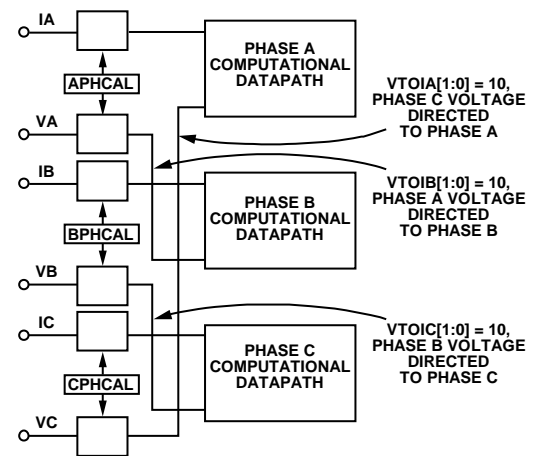 IA
PHASE A
COMPUTATIONAL
DATAPATH
APHCAL
VTOIA[1:0] = 10,
PHASE C VOLTAGE
DIRECTED
TO PHASE A
VA
IB
PHASE B
COMPUTATIONAL
DATAPATH
VTOIB[1:0] = 10,
PHASE A VOLTAGE
DIRECTED
TO PHASE B
BPHCAL
VB
IC
PHASE C
COMPUTATIONAL
DATAPATH
VTOIC[1:0] = 10,
PHASE B VOLTAGE
DIRECTED
TO PHASE C
CPHCAL
VC